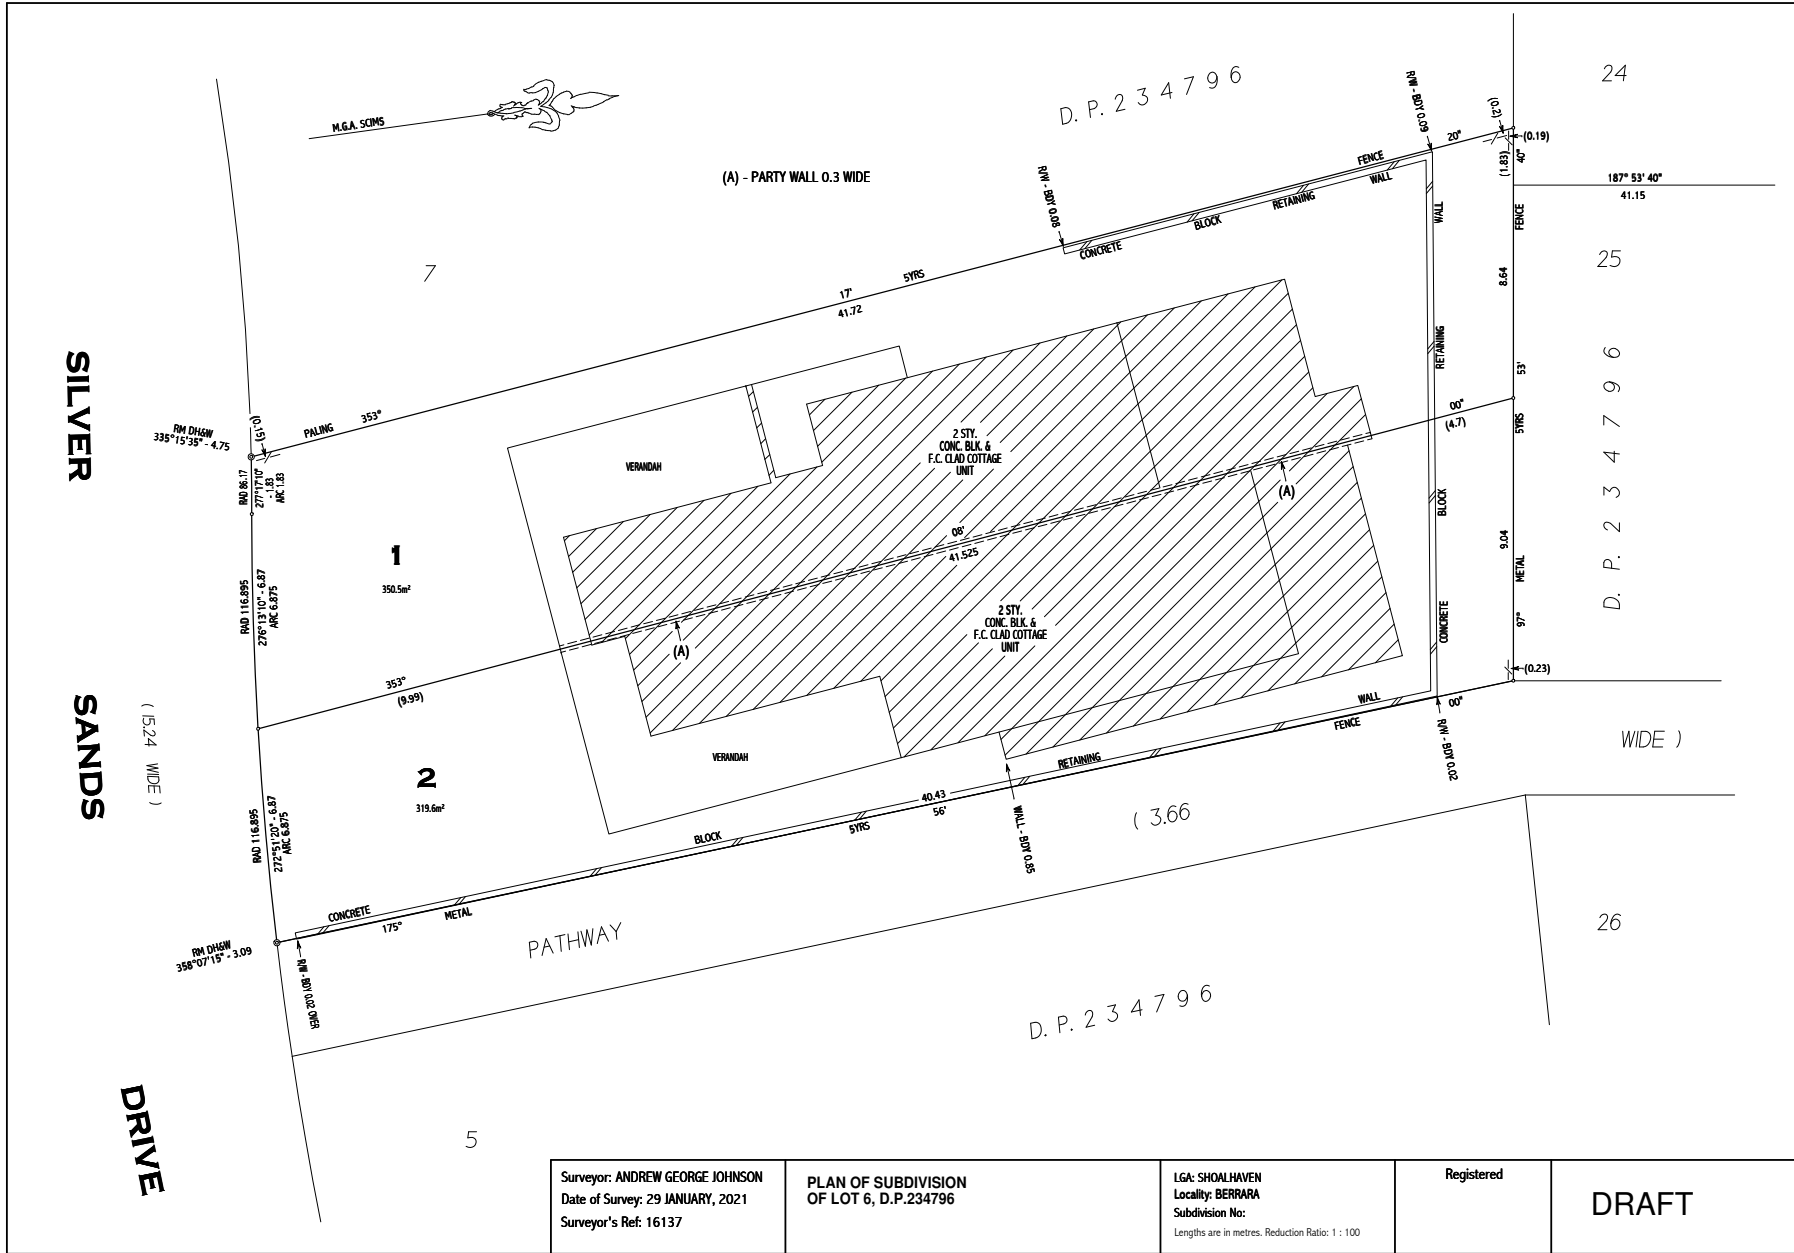 M.G.A. SCIMS
D. P. 2 3 4 7 9 6
24
(A) - PARTY WALL 0.3 WIDE
R/W - BDY 0.09
20"
(0.2)
(0.19)
(1.83)
40"
187° 53' 40"
41.15
R/W - BDY 0.08
FENCE
WALL
RETAINING
BLOCK
CONCRETE
WALL
FENCE
25
7
5YRS
17'
41.72
8.64
RETAINING
53'
SILVER
RM DH&W
335°15'35" - 4.75
(0.15)
PALING
353°
VERANDAH
2 STY.
CONC. BLK. &
F.C. CLAD COTTAGE
UNIT
00"
(4.7)
5YRS
D. P. 2 3 4 7 9 6
RAD 86.17
277°17'10"
- 1.83
ARC 1.83
(A)
BLOCK
08'
41.525
9.04
1
350.5m²
RAD 116.895
276°13'10" - 6.87
ARC 6.875
METAL
2 STY.
CONC. BLK. &
F.C. CLAD COTTAGE
UNIT
CONCRETE
97°
(A)
(0.23)
353°
(9.99)
SANDS
( 15.24 WIDE )
WALL
00"
FENCE
R/W - BDY 0.02
WIDE )
VERANDAH
RETAINING
2
319.6m²
40.43
56'
5YRS
BLOCK
WALL - BDY 0.85
( 3.66
RAD 116.895
272°51'20" - 6.87
ARC 6.875
CONCRETE
METAL
175°
PATHWAY
26
RM DH&W
358°07'15" - 3.09
R/W - BDY 0.02 OVER
D. P. 2 3 4 7 9 6
DRIVE
5
Surveyor: ANDREW GEORGE JOHNSON
Date of Survey: 29 JANUARY, 2021
Surveyor's Ref: 16137
PLAN OF SUBDIVISION
OF LOT 6, D.P.234796
LGA: SHOALHAVEN
Locality: BERRARA
Subdivision No:
Lengths are in metres. Reduction Ratio: 1 : 100
Registered
DRAFT